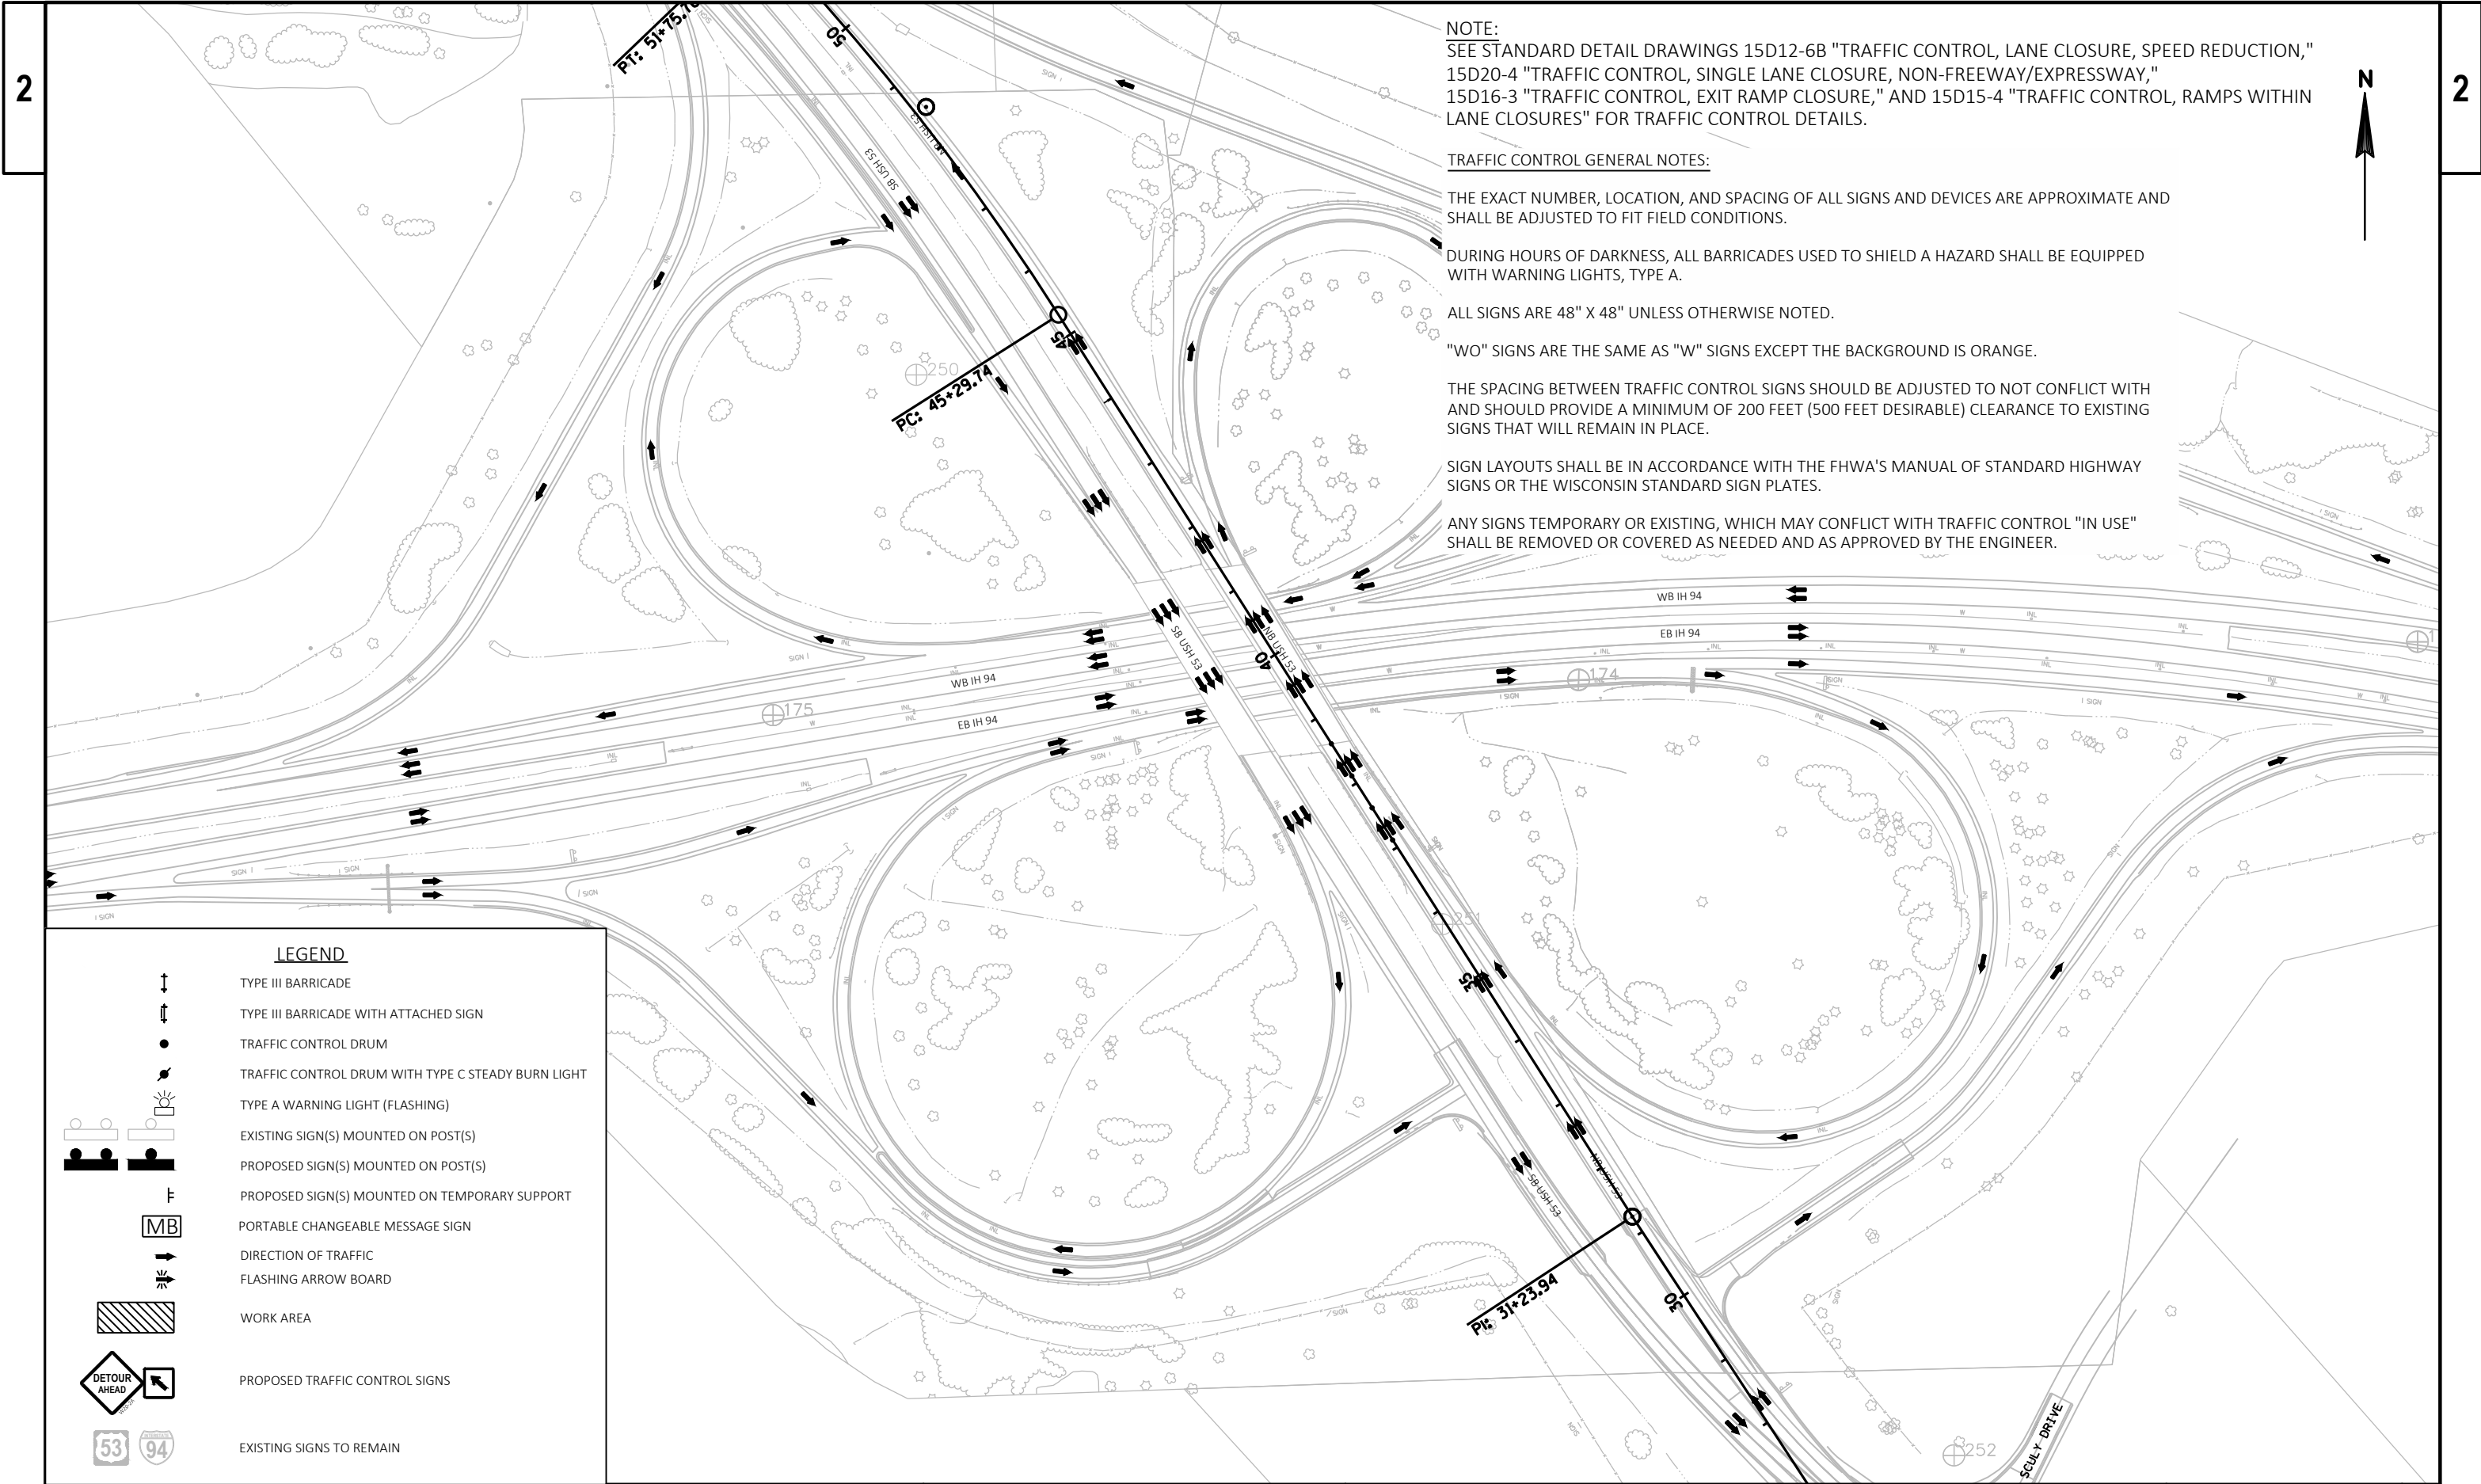 2
2
NOTE:
SEE STANDARD DETAIL DRAWINGS 15D12-6B "TRAFFIC CONTROL, LANE CLOSURE, SPEED REDUCTION,"
15D20-4 "TRAFFIC CONTROL, SINGLE LANE CLOSURE, NON-FREEWAY/EXPRESSWAY,"
15D16-3 "TRAFFIC CONTROL, EXIT RAMP CLOSURE," AND 15D15-4 "TRAFFIC CONTROL, RAMPS WITHIN
LANE CLOSURES" FOR TRAFFIC CONTROL DETAILS.
N
TRAFFIC CONTROL GENERAL NOTES:
THE EXACT NUMBER, LOCATION, AND SPACING OF ALL SIGNS AND DEVICES ARE APPROXIMATE AND
SHALL BE ADJUSTED TO FIT FIELD CONDITIONS.
DURING HOURS OF DARKNESS, ALL BARRICADES USED TO SHIELD A HAZARD SHALL BE EQUIPPED
WITH WARNING LIGHTS, TYPE A.
ALL SIGNS ARE 48" X 48" UNLESS OTHERWISE NOTED.
"WO" SIGNS ARE THE SAME AS "W" SIGNS EXCEPT THE BACKGROUND IS ORANGE.
THE SPACING BETWEEN TRAFFIC CONTROL SIGNS SHOULD BE ADJUSTED TO NOT CONFLICT WITH
AND SHOULD PROVIDE A MINIMUM OF 200 FEET (500 FEET DESIRABLE) CLEARANCE TO EXISTING
SIGNS THAT WILL REMAIN IN PLACE.
SIGN LAYOUTS SHALL BE IN ACCORDANCE WITH THE FHWA'S MANUAL OF STANDARD HIGHWAY
SIGNS OR THE WISCONSIN STANDARD SIGN PLATES.
ANY SIGNS TEMPORARY OR EXISTING, WHICH MAY CONFLICT WITH TRAFFIC CONTROL "IN USE"
SHALL BE REMOVED OR COVERED AS NEEDED AND AS APPROVED BY THE ENGINEER.
PT: 51+75.76
50
NB USH 53
SB USH 53
45
250
PC: 45+29.74
WB IH 94
EB IH 94
SB USH 53
NB USH 53
40
174
WB IH 94
175
EB IH 94
251
35
NB USH 53
SB USH 53
PI: 31+23.94
30
252
SCULY DRIVE
LEGEND
TYPE III BARRICADE
TYPE III BARRICADE WITH ATTACHED SIGN
TRAFFIC CONTROL DRUM
TRAFFIC CONTROL DRUM WITH TYPE C STEADY BURN LIGHT
TYPE A WARNING LIGHT (FLASHING)
EXISTING SIGN(S) MOUNTED ON POST(S)
PROPOSED SIGN(S) MOUNTED ON POST(S)
PROPOSED SIGN(S) MOUNTED ON TEMPORARY SUPPORT
MB PORTABLE CHANGEABLE MESSAGE SIGN
DIRECTION OF TRAFFIC
FLASHING ARROW BOARD
WORK AREA
DETOUR
AHEAD
PROPOSED TRAFFIC CONTROL SIGNS
53 94 EXISTING SIGNS TO REMAIN